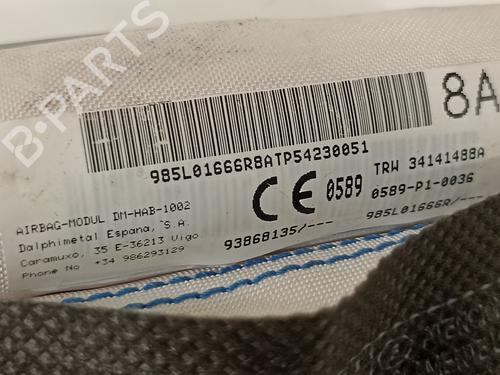 B-PARTS
8A
985L01666R8ATP54230051
AIRBAG-MODUL DM-HAB-1002
Dalphimetal Espana, S.A.
Caramuxo, 35 E-36213 Vigo
Phone No +34 986293129
CE 0589
TRW 34141488A
0589-P1-0036
93868135/---
985L01666R/---